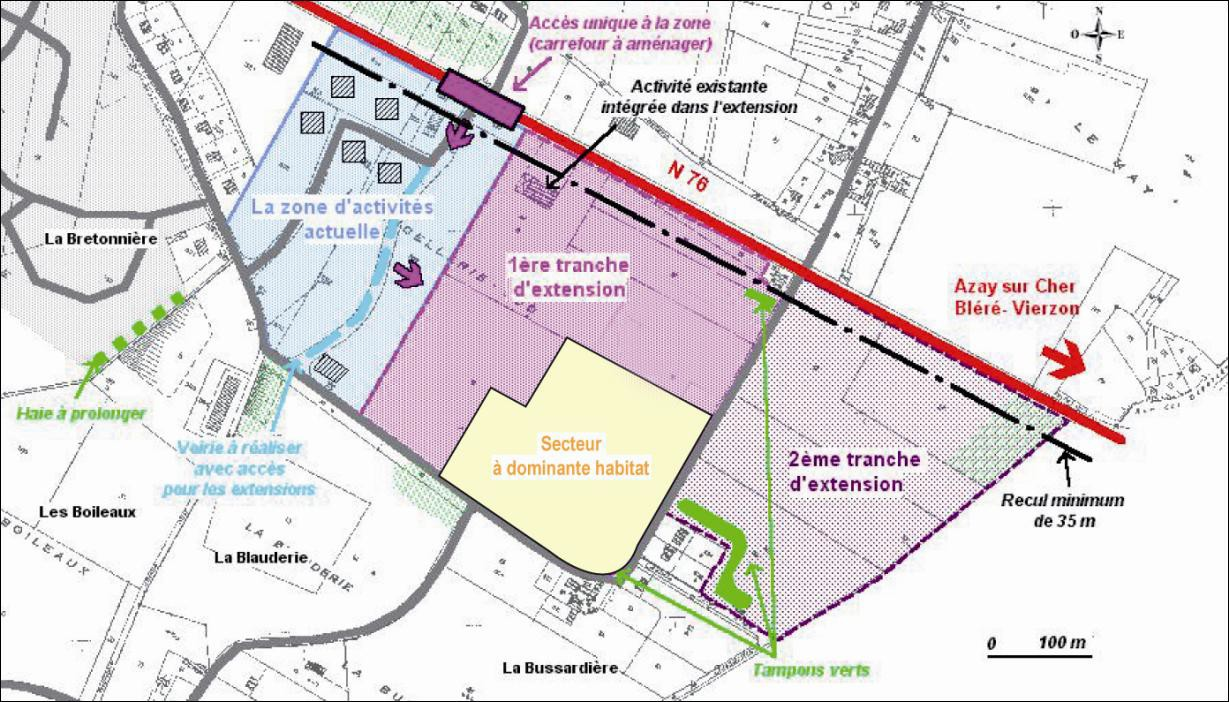 Accès unique à la zone
(carrefour à aménager)
N
O
E
S
Activité existante
intégrée dans l'extension
LE MAY
N 76
La zone d'activités
actuelle
La Bretonnière
1ère tranche
d'extension
Azay sur Cher
Bléré- Vierzon
Haie à prolonger
Voirie à réaliser
avec accès
pour les extensions
Secteur
à dominante habitat
2ème tranche
d'extension
Recul minimum
de 35 m
Les Boileaux
BOILEAUX
La Blauderie
La Bussardière
Tampons verts
0 100 m